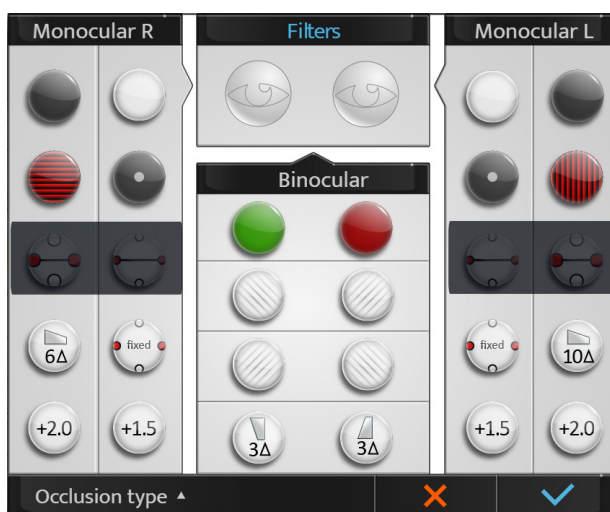 Monocular R
Filters
Monocular L
Binocular
6Δ
fixed
fixed
10Δ
+2.0
+1.5
3Δ
3Δ
+1.5
+2.0
Occlusion type